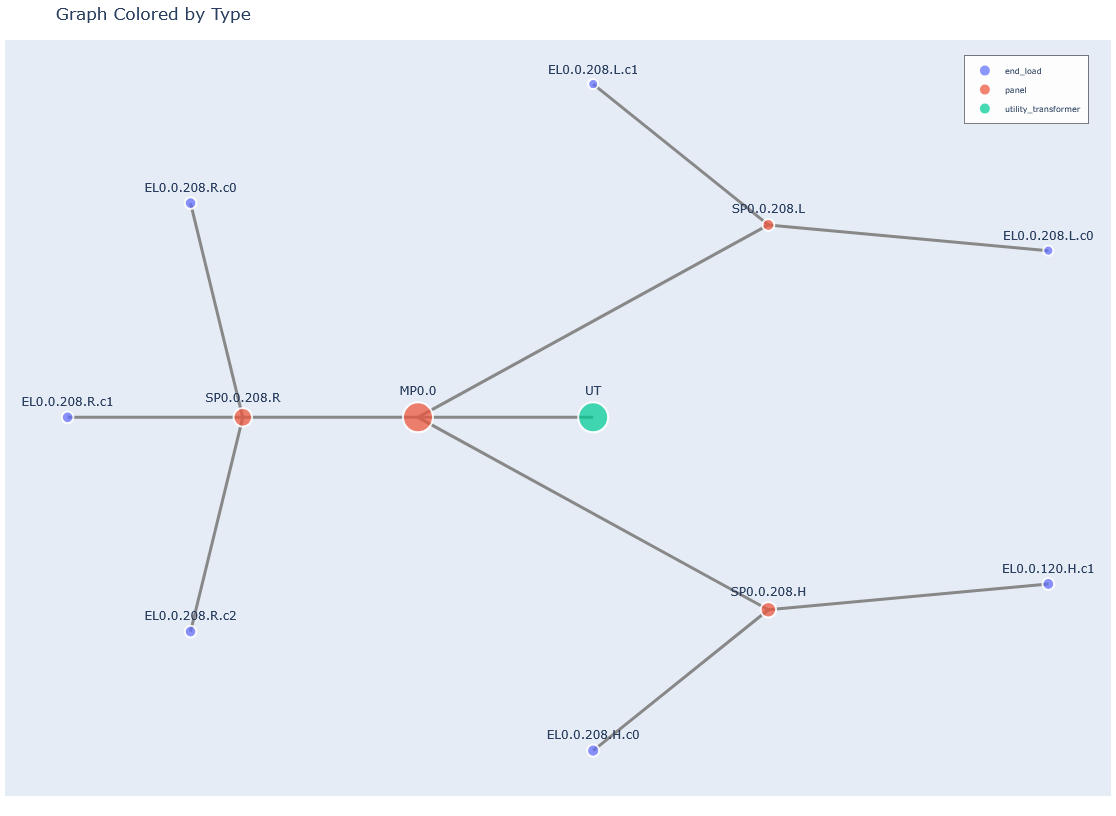 Graph Colored by Type
EL0.0.208.L.c1
end_load
panel
utility_transformer
EL0.0.208.R.c0
SP0.0.208.L
EL0.0.208.L.c0
MP0.0
UT
SP0.0.208.R
EL0.0.208.R.c1
EL0.0.120.H.c1
SP0.0.208.H
EL0.0.208.R.c2
EL0.0.208.H.c0